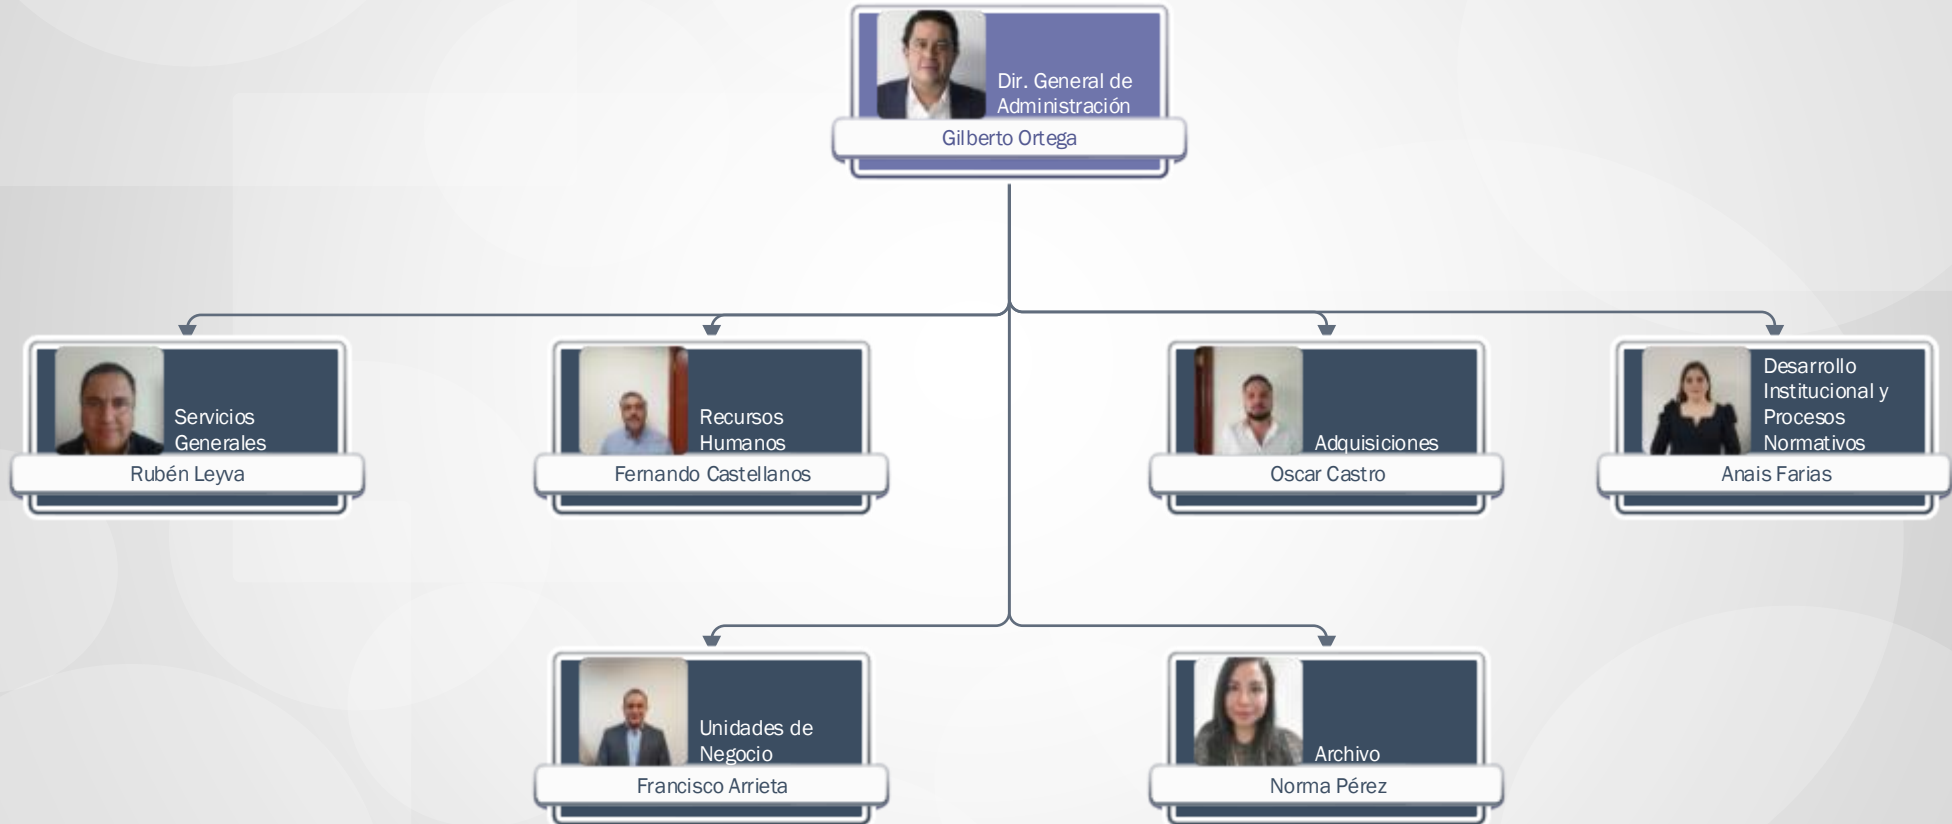 Dir. General de
Administración
Gilberto Ortega
Servicios
Generales
Rubén Leyva
Recursos
Humanos
Fernando Castellanos
Adquisiciones
Oscar Castro
Desarrollo
Institucional y
Procesos
Normativos
Anais Farias
Unidades de
Negocio
Francisco Arrieta
Archivo
Norma Pérez